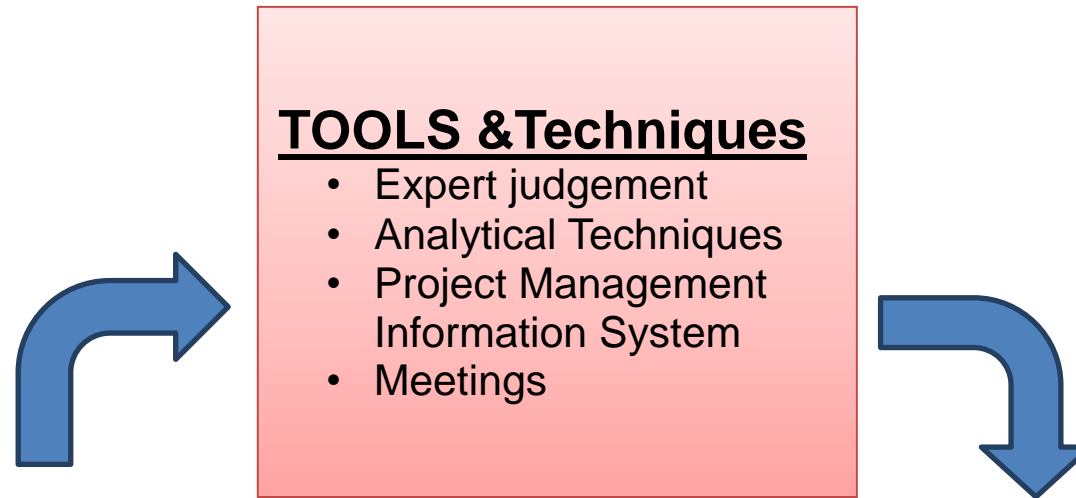 TOOLS &Techniques
• Expert judgement
• Analytical Techniques
• Project Management
Information System
• Meetings